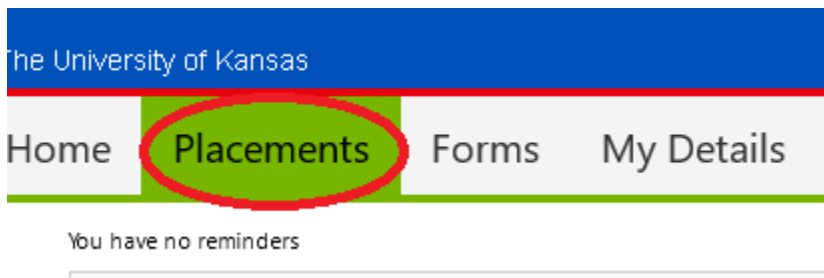 The University of Kansas
Home Placements Forms My Details
You have no reminders